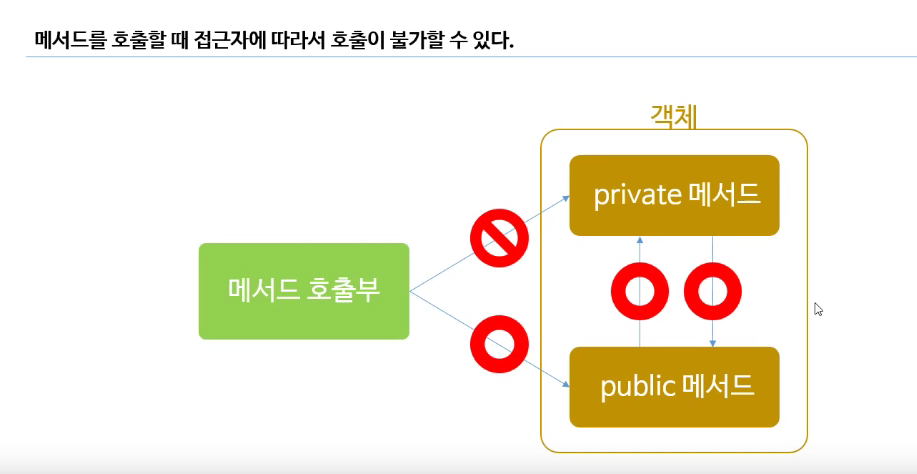 메서드를 호출할 때 접근자에 따라서 호출이 불가할 수 있다.
객체
private 메서드
메서드 호출부
public 메서드